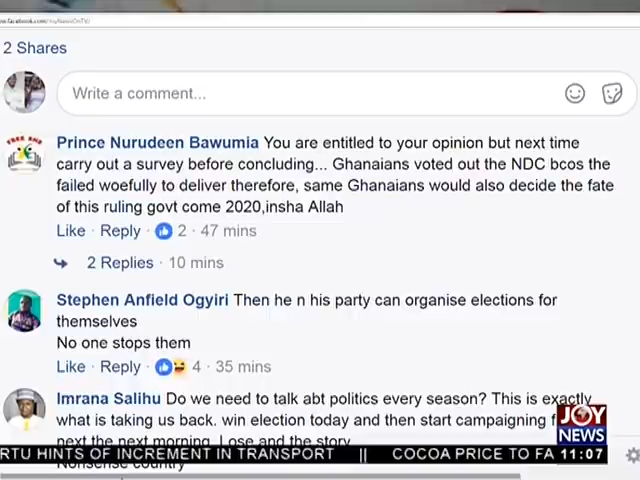 2 Shares
Write a comment...
FREE SHS
Prince Nurudeen Bawumia You are entitled to your opinion but next time
carry out a survey before concluding... Ghanaians voted out the NDC bcos the
failed woefully to deliver therefore, same Ghanaians would also decide the fate
of this ruling govt come 2020,insha Allah
Like · Reply · 2 · 47 mins
2 Replies · 10 mins
Stephen Anfield Ogyiri Then he n his party can organise elections for
themselves
No one stops them
Like · Reply · 4 · 35 mins
Imrana Salihu Do we need to talk abt politics every season? This is exactly
what is taking us back. win election today and then start campaigning f
next the next morning. Lose and the story
Nonsense country
JOY
NEWS
RTU HINTS OF INCREMENT IN TRANSPORT || COCOA PRICE TO FA 11:07